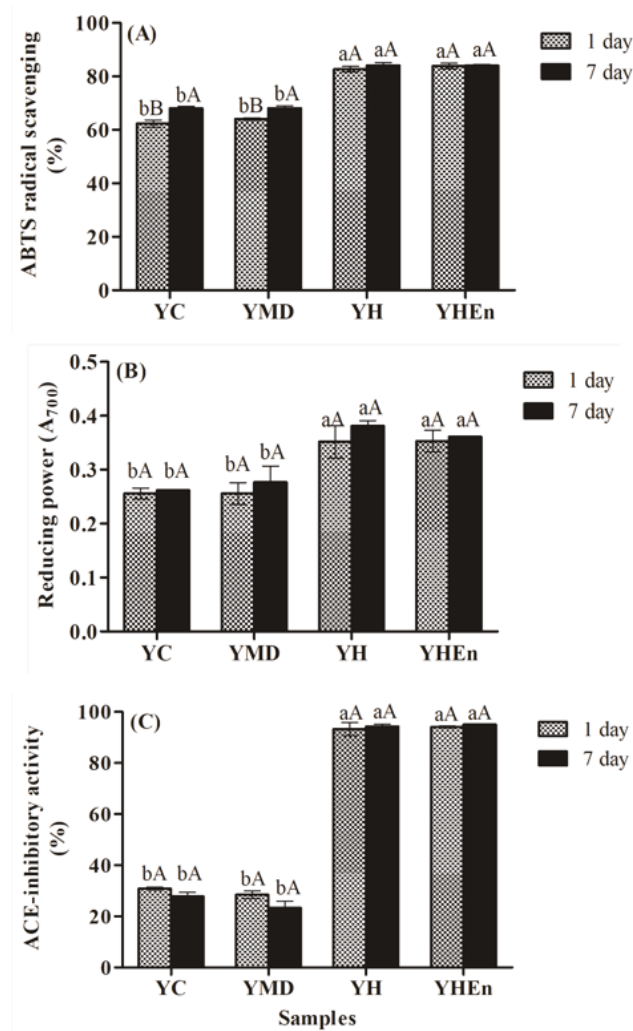 (A)
1 day
7 day
ABTS radical scavenging
(%)
100
80
60
40
20
0
bB bA bB bA aA aA aA aA
YC YMD YH YHEn
(B)
1 day
7 day
Reducing power (A700)
0.5
0.4
0.3
0.2
0.1
0.0
bA bA bA bA aA aA aA aA
YC YMD YH YHEn
(C)
1 day
7 day
ACE-inhibitory activity
(%)
100
80
60
40
20
0
bA bA bA bA aA aA aA aA
YC YMD YH YHEn
Samples